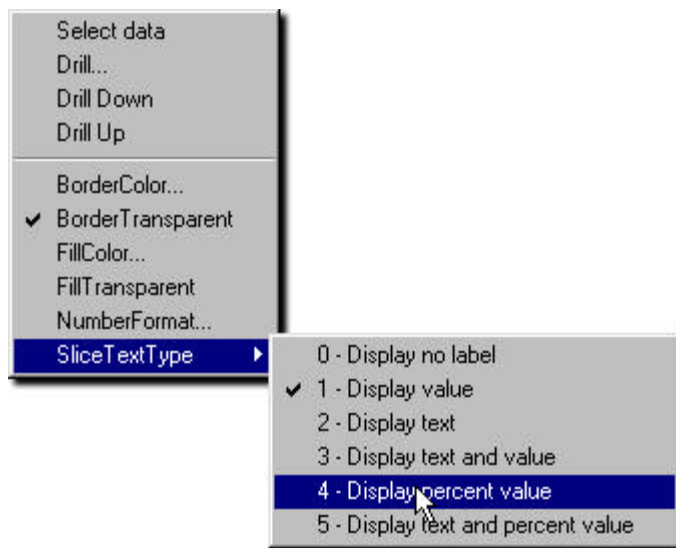 Select data
Drill...
Drill Down
Drill Up
BorderColor...
BorderTransparent
FillColor...
FillTransparent
NumberFormat...
SliceTextType
0 - Display no label
1 - Display value
2 - Display text
3 - Display text and value
4 - Display percent value
5 - Display text and percent value